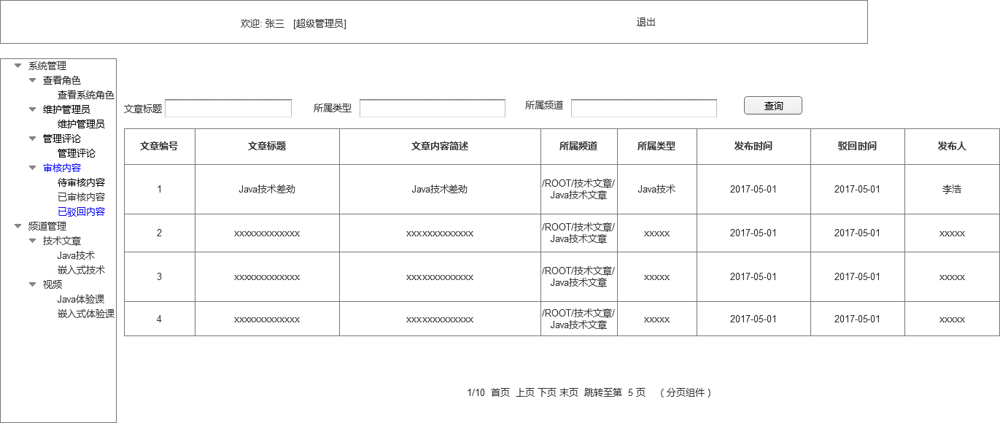 欢迎: 张三 [超级管理员] 退出
系统管理
查看角色
查看系统角色
维护管理员
维护管理员
管理评论
管理评论
审核内容
待审核内容
已审核内容
已驳回内容
频道管理
技术文章
Java技术
嵌入式技术
视频
Java体验课
嵌入式体验课
文章标题 所属类型 所属频道 查询
文章编号 文章标题 文章内容简述 所属频道 所属类型 发布时间 驳回时间 发布人
1 Java技术差劲 Java技术差劲 /ROOT/技术文章/ Java技术 2017-05-01 2017-05-01 李浩
Java技术文章
2 xxxxxxxxxxxxx xxxxxxxxxxxxx /ROOT/技术文章/ xxxxx 2017-05-01 2017-05-01 xxxxx
Java技术文章
3 xxxxxxxxxxxxx xxxxxxxxxxxxx /ROOT/技术文章/ xxxxx 2017-05-01 2017-05-01 xxxxx
Java技术文章
4 xxxxxxxxxxxxx xxxxxxxxxxxxx /ROOT/技术文章/ xxxxx 2017-05-01 2017-05-01 xxxxx
Java技术文章
1/10 首页 上页 下页 末页 跳转至第 5 页 ( 分页组件 )